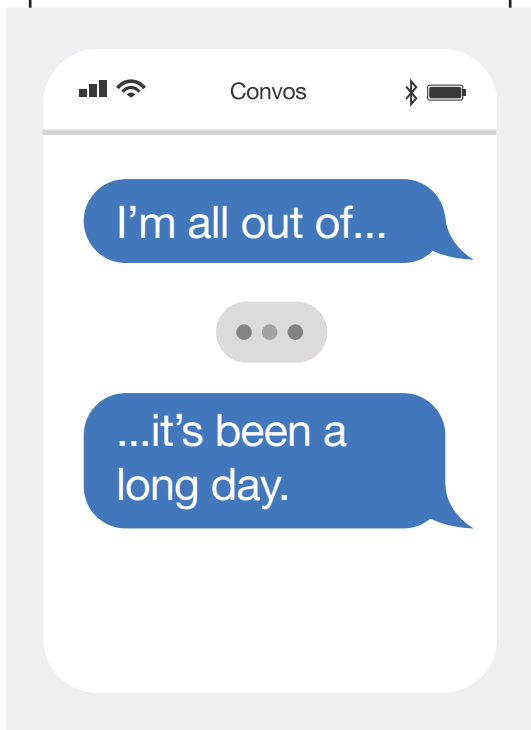 Convos
I’m all out of...
...it’s been a
long day.